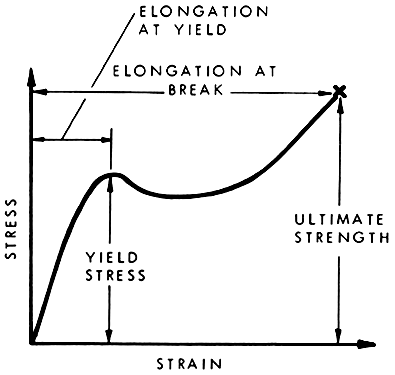 ELONGATION
AT YIELD
ELONGATION AT
BREAK
STRESS
YIELD
STRESS
ULTIMATE
STRENGTH
STRAIN